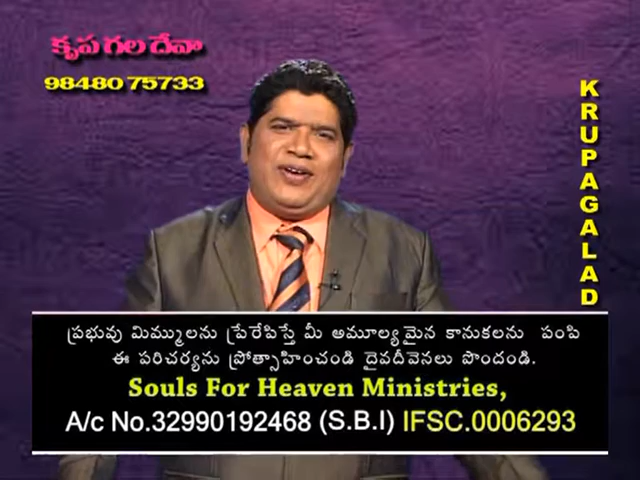 కృపగల దేవా
98480 75733
KRUPAGALAD
ప్రభువు మిమ్ములను ప్రేరేపిస్తే మీ అమూల్యమైన కానుకలను పంపి
ఈ పరిచర్యను ప్రోత్సాహించండి దైవదీవెనలు పొందండి.
Souls For Heaven Ministries,
A/c No.32990192468 (S.B.I) IFSC.0006293